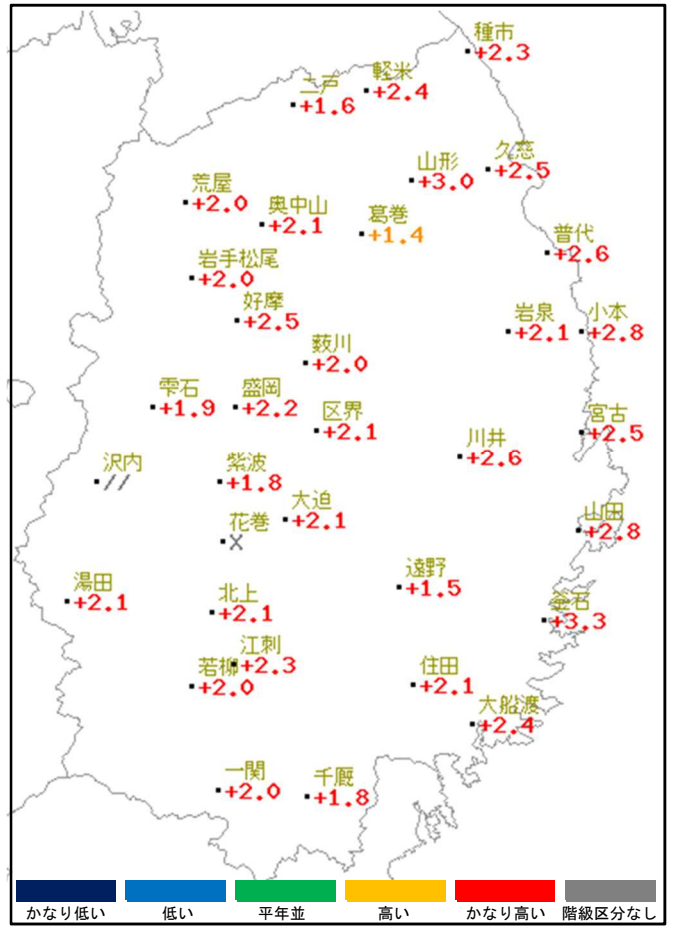 種市
+2.3
軽米
+2.4
二戸
+1.6
久慈
+2.5
山形
+3.0
荒屋
+2.0
奥中山
+2.1
葛巻
+1.4
普代
+2.6
岩手松尾
+2.0
好摩
+2.5
岩泉
+2.1
小本
+2.8
薮川
+2.0
雫石
+1.9
盛岡
+2.2
区界
+2.1
宮古
+2.5
川井
+2.6
沢内
//
紫波
+1.8
大迫
+2.1
花巻
×
山田
+2.8
遠野
+1.5
湯田
+2.1
北上
+2.1
釜石
+3.3
江刺
+2.3
若柳
+2.0
住田
+2.1
大船渡
+2.4
一関
+2.0
千厩
+1.8
かなり低い 低い 平年並 高い かなり高い 階級区分なし